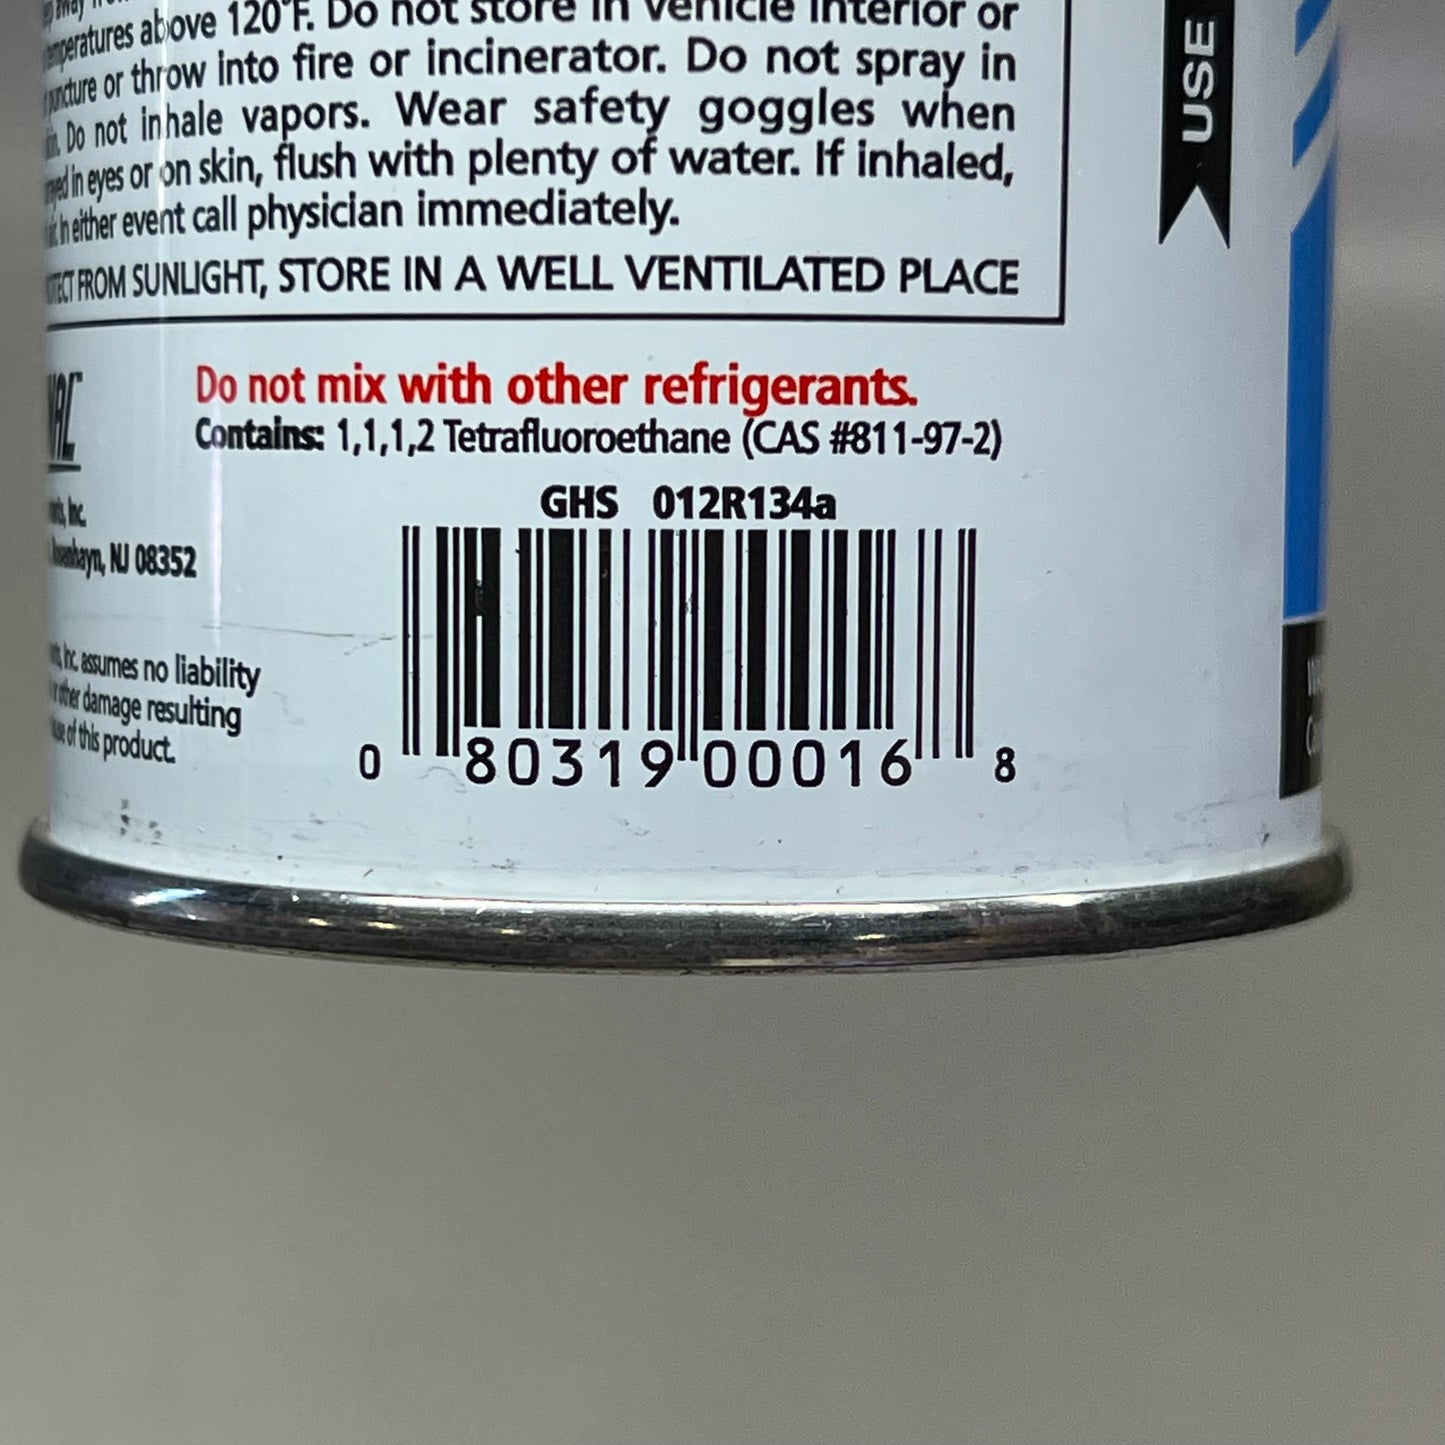 temperatures above 120°F. Do not store in vehicle interior or
puncture or throw into fire or incinerator. Do not spray in
Do not inhale vapors. Wear safety goggles when
in eyes or on skin, flush with plenty of water. If inhaled,
In either event call physician immediately.
FROM SUNLIGHT, STORE IN A WELL VENTILATED PLACE
Do not mix with other refrigerants.
Contains: 1,1,1,2 Tetrafluoroethane (CAS #811-97-2)
GHS 012R134a
Inc.
Rosenhayn, NJ 08352
Inc. assumes no liability
other damage resulting
use of this product.
0 80319 00016 8
USE